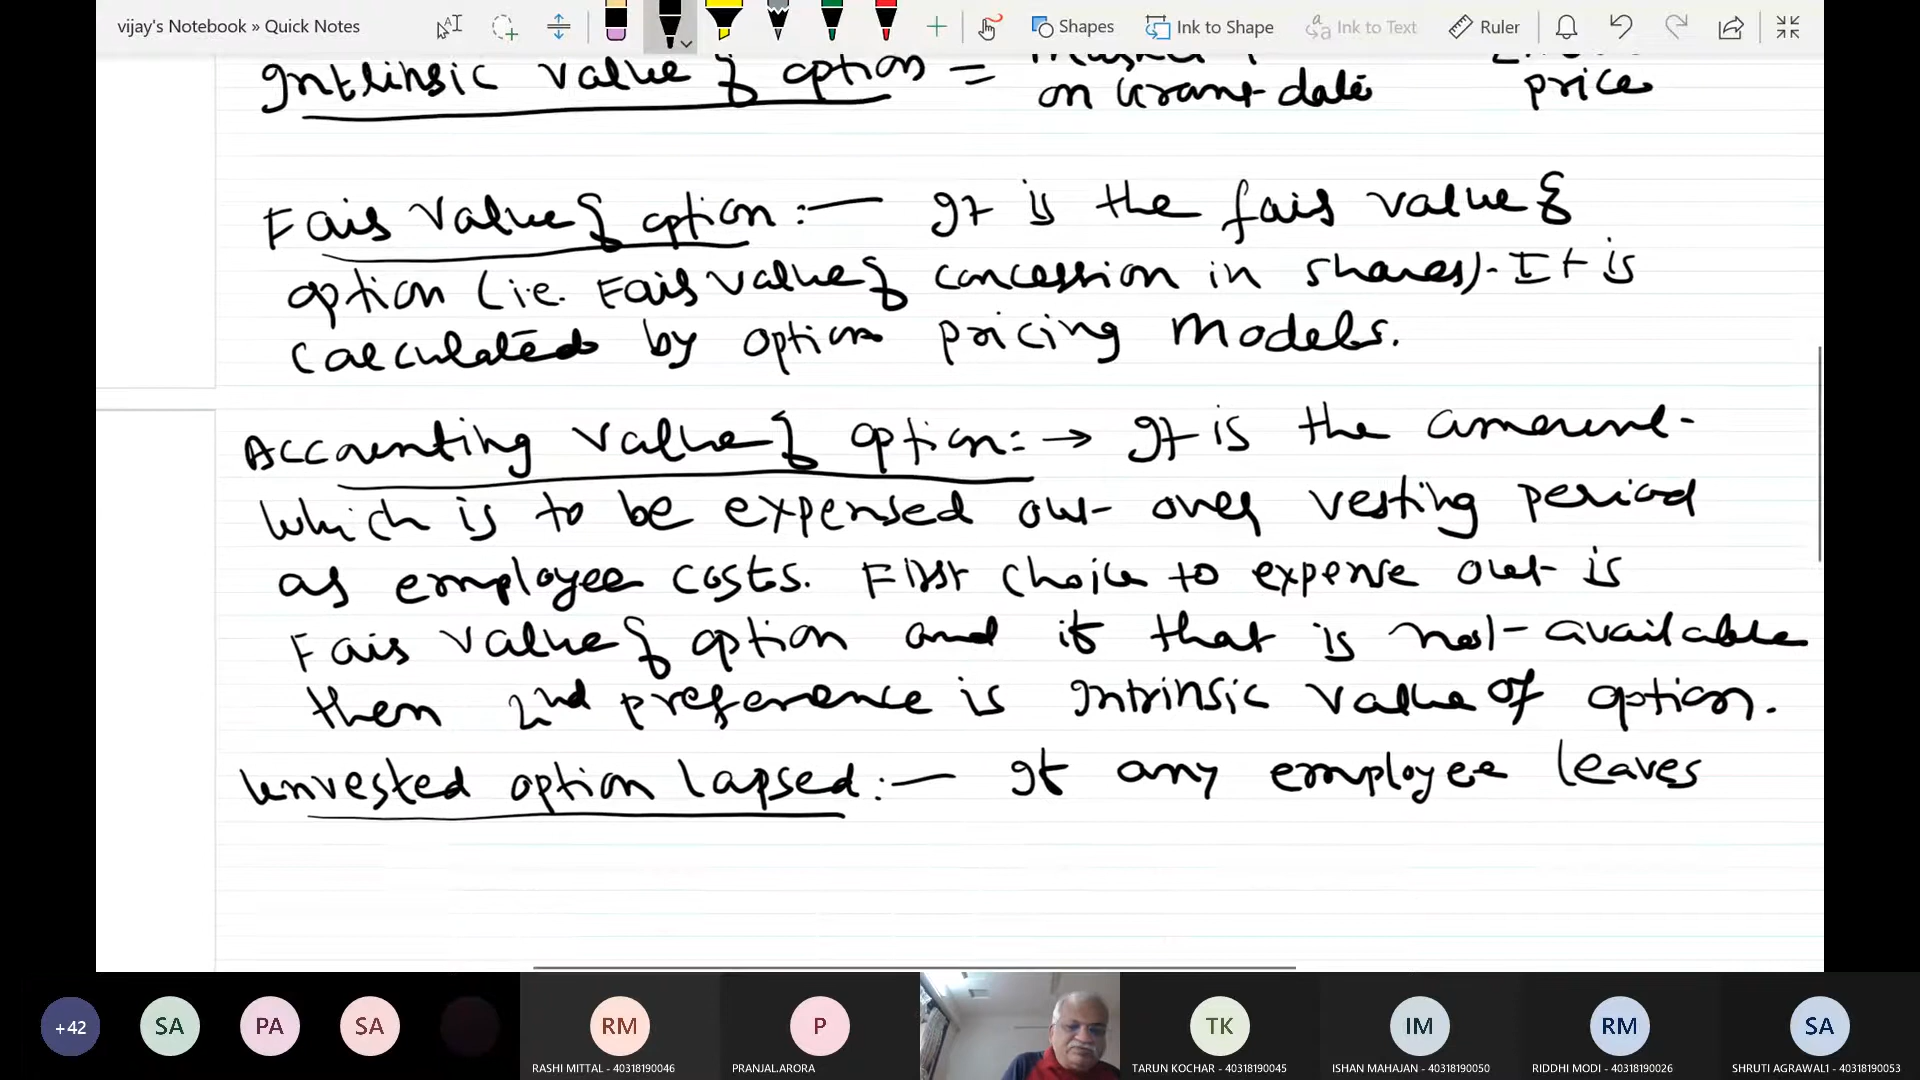 vijay's Notebook » Quick Notes
Shapes Ink to Shape Ink to Text Ruler
Intrinsic value of option = on Grant date price
Fair value of option :— It is the fair value of
option (i.e. Fair value of concession in shares). It is
calculated by option pricing Models.
Accounting value of option :→ It is the amount
which is to be expensed out over vesting period
as employee costs. First choice to expense out is
Fair value of option and if that is not available
then 2nd preference is intrinsic value of option.
Unvested option lapsed :— If any employee leaves
+42 SA PA SA RM P TK IM RM SA
RASHI MITTAL - 40318190046 PRANJAL.ARORA TARUN KOCHAR - 40318190045 ISHAN MAHAJAN - 40318190050 RIDDHI MODI - 40318190026 SHRUTI AGRAWAL1 - 40318190053